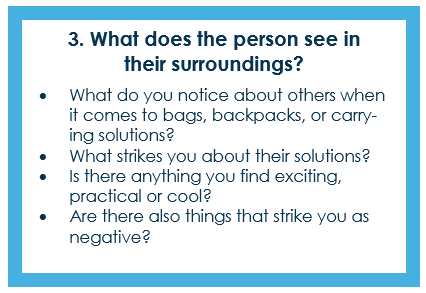 3. What does the person see in
their surroundings?
• What do you notice about others when
it comes to bags, backpacks, or carry-
ing solutions?
• What strikes you about their solutions?
• Is there anything you find exciting,
practical or cool?
• Are there also things that strike you as
negative?